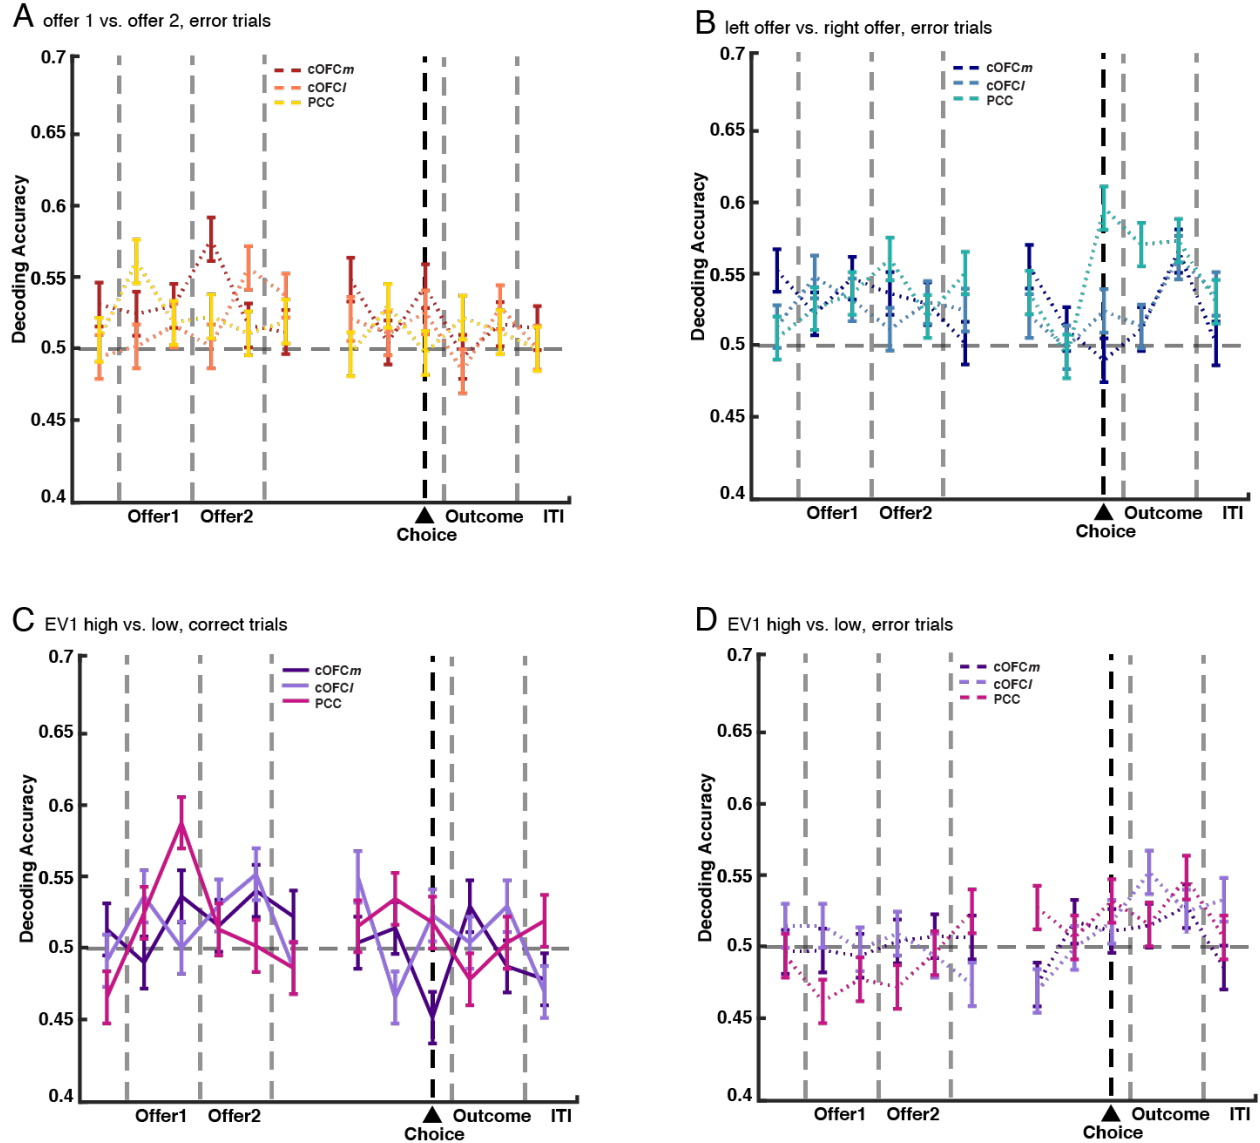 A offer 1 vs. offer 2, error trials
cOFCm
cOFCl
PCC
Decoding Accuracy
0.7
0.65
0.6
0.55
0.5
0.45
0.4
Offer1 Offer2 Outcome ITI
Choice
B left offer vs. right offer, error trials
cOFCm
cOFCl
PCC
Decoding Accuracy
0.7
0.65
0.6
0.55
0.5
0.45
0.4
Offer1 Offer2 Outcome ITI
Choice
C EV1 high vs. low, correct trials
cOFCm
cOFCl
PCC
Decoding Accuracy
0.7
0.65
0.6
0.55
0.5
0.45
0.4
Offer1 Offer2 Outcome ITI
Choice
D EV1 high vs. low, error trials
cOFCm
cOFCl
PCC
Decoding Accuracy
0.7
0.65
0.6
0.55
0.5
0.45
0.4
Offer1 Offer2 Outcome ITI
Choice